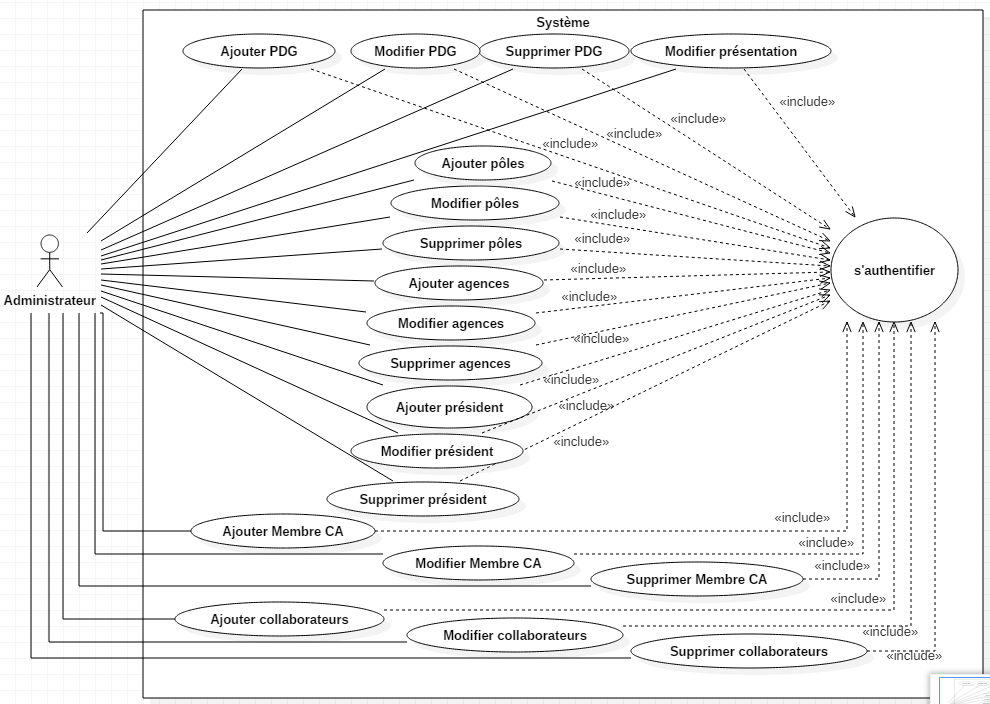 Système
Ajouter PDG
Modifier PDG
Supprimer PDG
Modifier présentation
«include»
«include»
«include»
«include»
Ajouter pôles
«include»
Modifier pôles
«include»
Supprimer pôles
«include»
s'authentifier
Ajouter agences
«include»
Administrateur
Modifier agences
«include»
Supprimer agences
«include»
Ajouter président
«include»
«include»
Modifier président
«include»
Supprimer président
Ajouter Membre CA
«include»
Modifier Membre CA
«include»
Supprimer Membre CA
«include»
Ajouter collaborateurs
«include»
Modifier collaborateurs
«include»
Supprimer collaborateurs
«include»